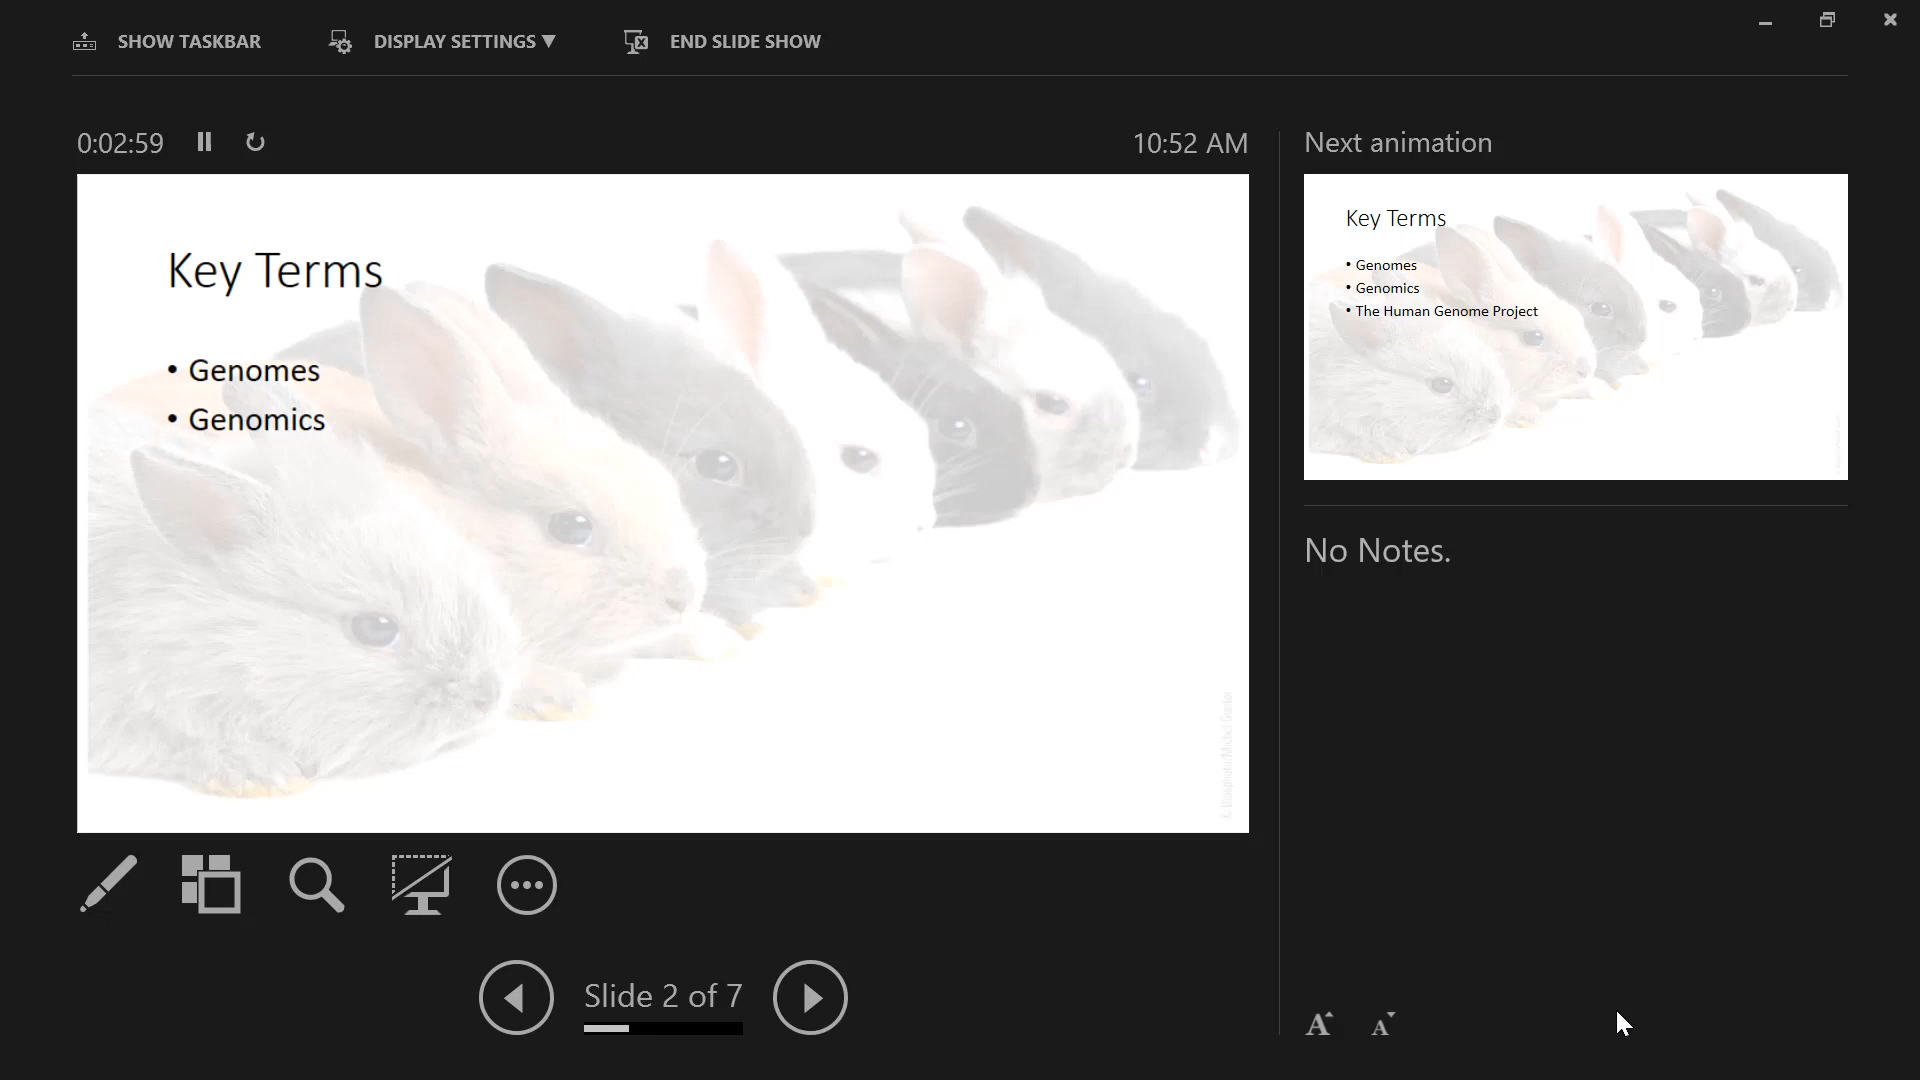 SHOW TASKBAR
DISPLAY SETTINGS ▼
END SLIDE SHOW
0:02:59
10:52 AM
Key Terms
• Genomes
• Genomics
Next animation
Key Terms
• Genomes
• Genomics
• The Human Genome Project
No Notes.
Slide 2 of 7
A A